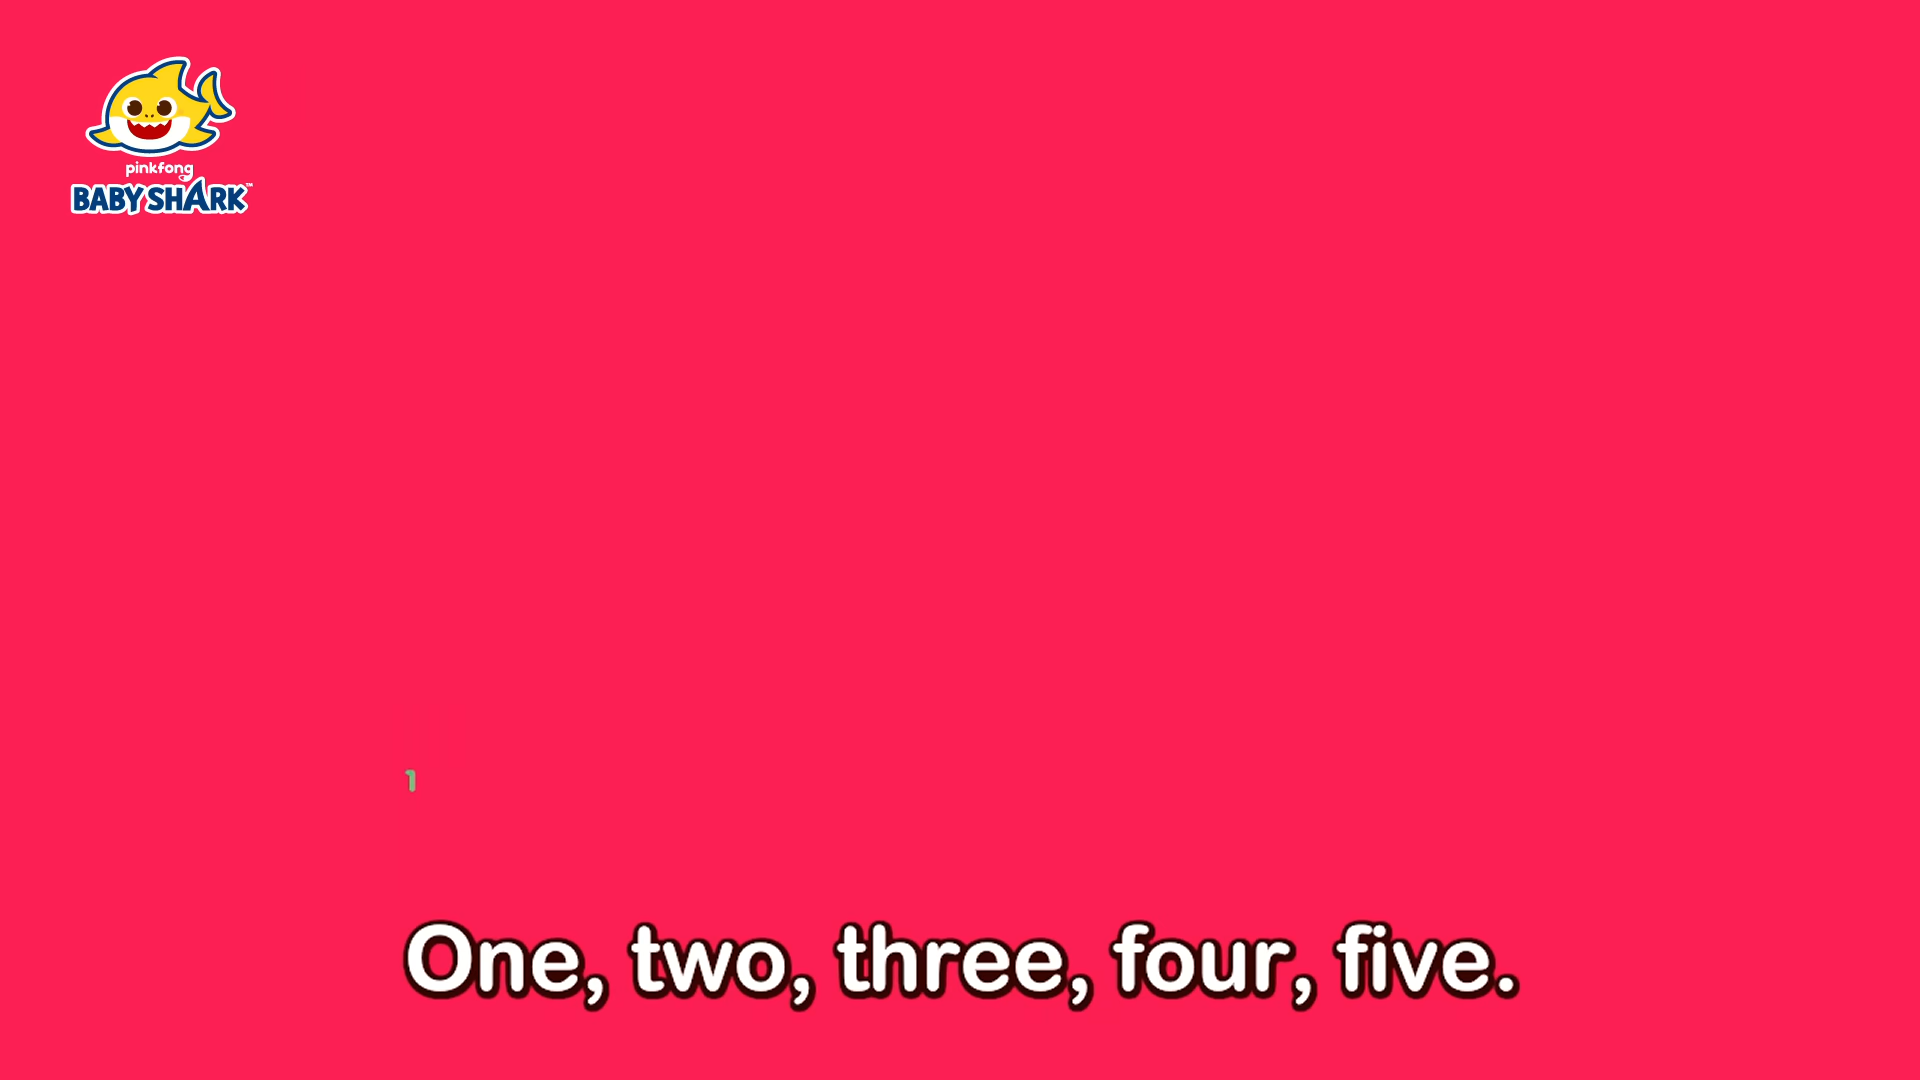 pinkfong
BABY SHARK™
1
One, two, three, four, five.